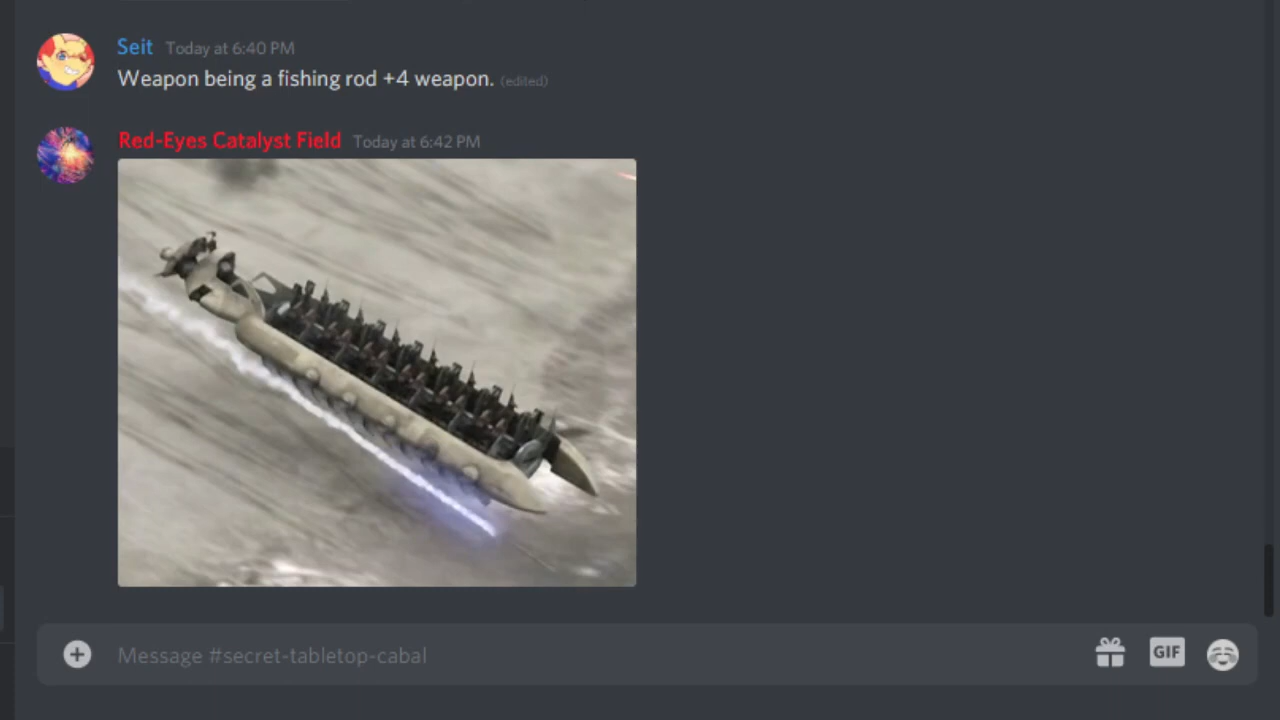 Seit Today at 6:40 PM
Weapon being a fishing rod +4 weapon. (edited)
Red-Eyes Catalyst Field Today at 6:42 PM
Message #secret-tabletop-cabal
GIF